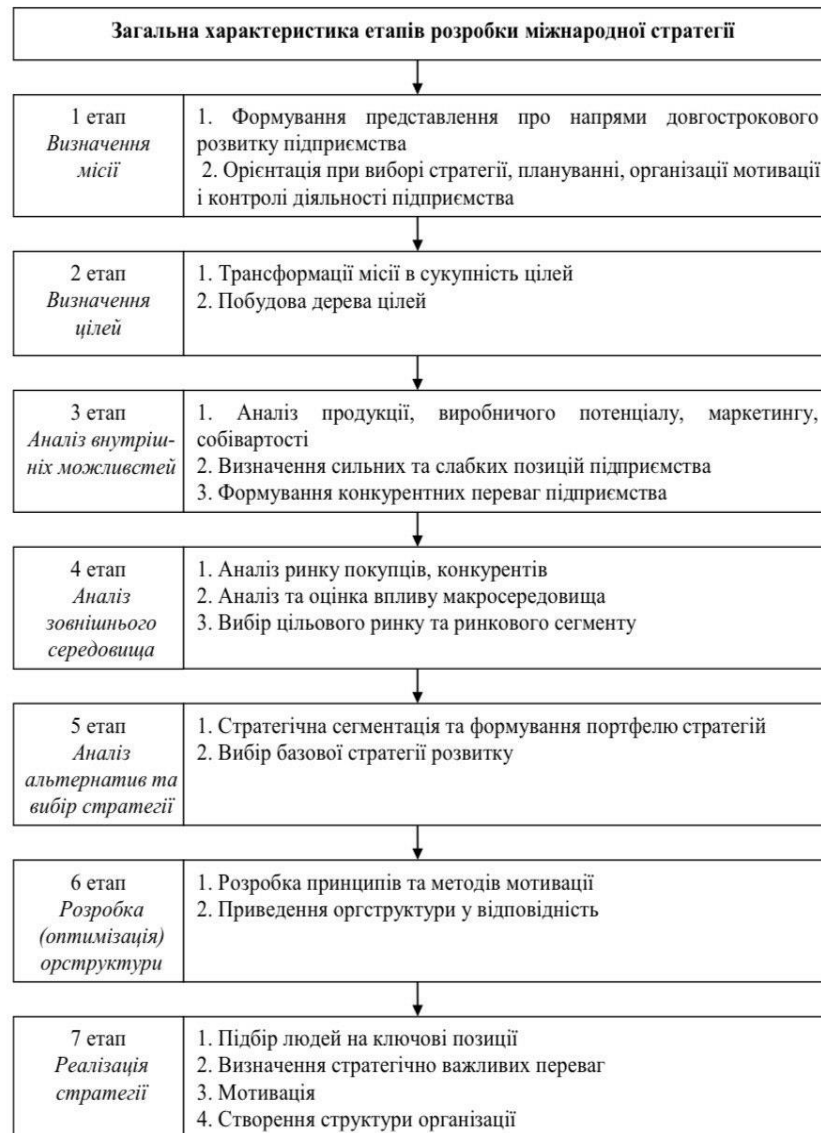 Загальна характеристика етапів розробки міжнародної стратегії
1 етап
Визначення
місії
1. Формування представлення про напрями довгострокового
розвитку підприємства
2. Орієнтація при виборі стратегії, плануванні, організації мотивації
і контролі діяльності підприємства
2 етап
Визначення
цілей
1. Трансформації місії в сукупність цілей
2. Побудова дерева цілей
3 етап
Аналіз внутріш-
ніх можливстей
1. Аналіз продукції, виробничого потенціалу, маркетингу,
собівартості
2. Визначення сильних та слабких позицій підприємства
3. Формування конкурентних переваг підприємства
4 етап
Аналіз
зовнішнього
середовища
1. Аналіз ринку покупців, конкурентів
2. Аналіз та оцінка впливу макросередовища
3. Вибір цільового ринку та ринкового сегменту
5 етап
Аналіз
альтернатив та
вибір стратегії
1. Стратегічна сегментація та формування портфелю стратегій
2. Вибір базової стратегії розвитку
6 етап
Розробка
(оптимізація)
орструктури
1. Розробка принципів та методів мотивації
2. Приведення оргструктури у відповідність
7 етап
Реалізація
стратегії
1. Підбір людей на ключові позиції
2. Визначення стратегічно важливих переваг
3. Мотивація
4. Створення структури організації